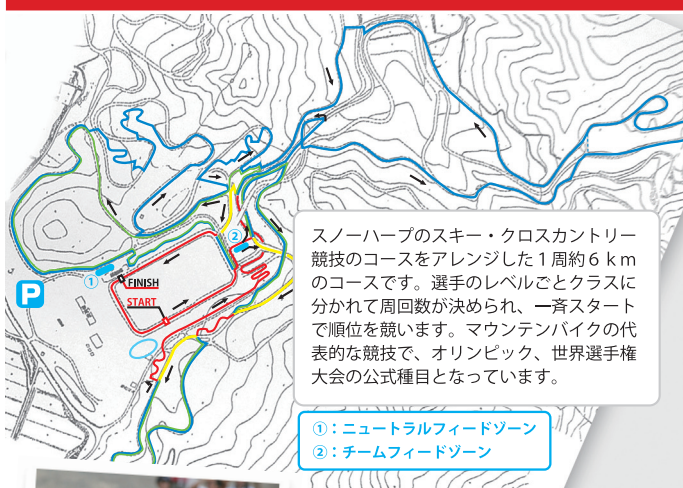 ②
①
FINISH
P
START
スノーハープのスキー・クロスカントリー
競技のコースをアレンジした１周約６ｋｍ
のコースです。選手のレベルごとクラスに
分かれて周回数が決められ、一斉スタート
で順位を競います。マウンテンバイクの代
表的な競技で、オリンピック、世界選手権
大会の公式種目となっています。
①：ニュートラルフィードゾーン
②：チームフィードゾーン